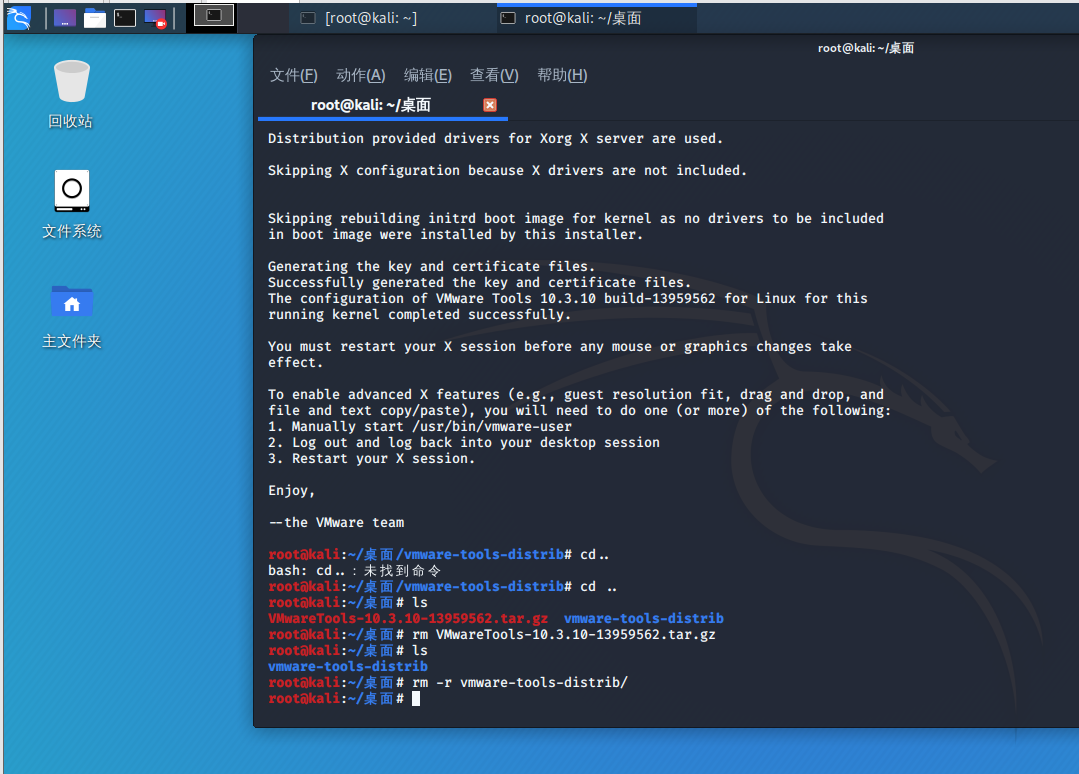 [root@kali: ~]
root@kali: ~/桌面
root@kali: ~/桌面
回收站
文件系统
主文件夹
文件(F) 动作(A) 编辑(E) 查看(V) 帮助(H)
root@kali: ~/桌面
Distribution provided drivers for Xorg X server are used.
Skipping X configuration because X drivers are not included.
Skipping rebuilding initrd boot image for kernel as no drivers to be included
in boot image were installed by this installer.
Generating the key and certificate files.
Successfully generated the key and certificate files.
The configuration of VMware Tools 10.3.10 build-13959562 for Linux for this
running kernel completed successfully.
You must restart your X session before any mouse or graphics changes take
effect.
To enable advanced X features (e.g., guest resolution fit, drag and drop, and
file and text copy/paste), you will need to do one (or more) of the following:
1. Manually start /usr/bin/vmware-user
2. Log out and log back into your desktop session
3. Restart your X session.
Enjoy,
--the VMware team
root@kali:~/桌面/vmware-tools-distrib# cd..
bash: cd..：未找到命令
root@kali:~/桌面/vmware-tools-distrib# cd ..
root@kali:~/桌面# ls
VMwareTools-10.3.10-13959562.tar.gz  vmware-tools-distrib
root@kali:~/桌面# rm VMwareTools-10.3.10-13959562.tar.gz
root@kali:~/桌面# ls
vmware-tools-distrib
root@kali:~/桌面# rm -r vmware-tools-distrib/
root@kali:~/桌面#